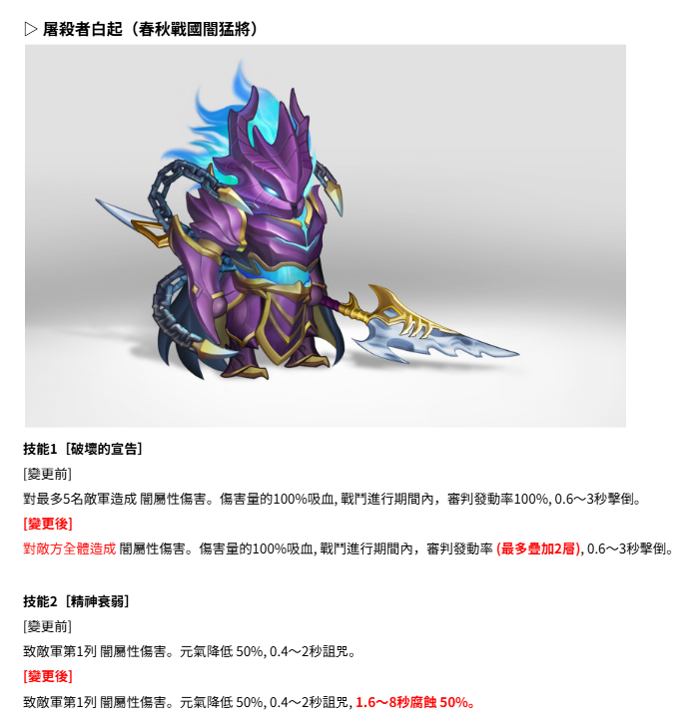 ▷ 屠殺者白起（春秋戰國闇猛將）
技能1［破壞的宣告］
[變更前]
對最多5名敵軍造成 闇屬性傷害。傷害量的100%吸血, 戰鬥進行期間內，審判發動率100%, 0.6～3秒擊倒。
[變更後]
對敵方全體造成 闇屬性傷害。傷害量的100%吸血, 戰鬥進行期間內，審判發動率 (最多疊加2層), 0.6～3秒擊倒。
技能2［精神衰弱］
[變更前]
致敵軍第1列 闇屬性傷害。元氣降低 50%, 0.4～2秒詛咒。
[變更後]
致敵軍第1列 闇屬性傷害。元氣降低 50%, 0.4～2秒詛咒, 1.6～8秒腐蝕 50%。